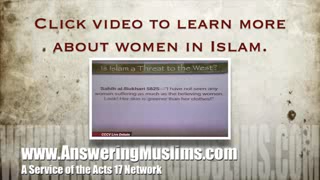 Click video to learn more
about women in Islam.
Is Islam a Threat to the West?
Sahih al-Bukhari 5825—"I have not seen any
woman suffering as much as the believing women.
Look! Her skin is greener than her clothes!"
www.AnsweringMuslims.com
A Service of the Acts 17 Network